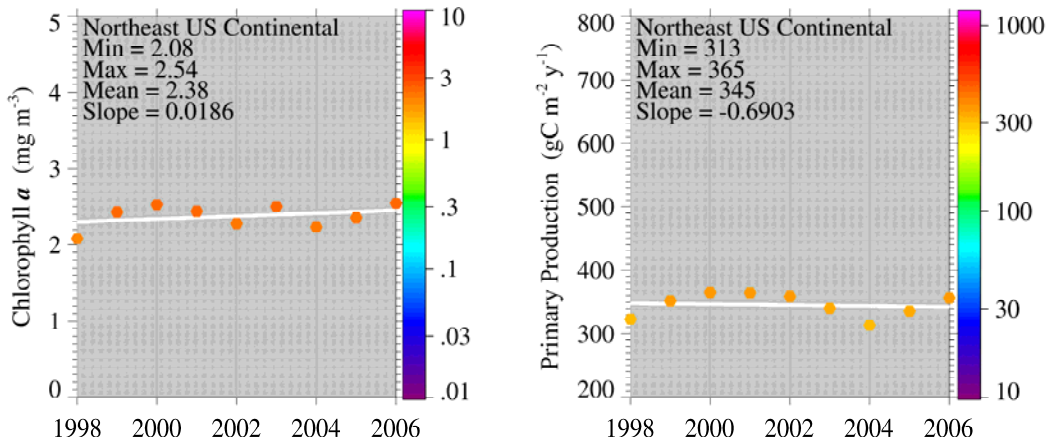 Northeast US Continental
Min = 2.08
Max = 2.54
Mean = 2.38
Slope = 0.0186
Chlorophyll a (mg m-3)
5
4
3
2
1
0
1998 2000 2002 2004 2006
10
3
1
.3
.1
.03
.01
Northeast US Continental
Min = 313
Max = 365
Mean = 345
Slope = -0.6903
Primary Production (gC m-2 y-1)
800
700
600
500
400
300
200
1998 2000 2002 2004 2006
1000
300
100
30
10